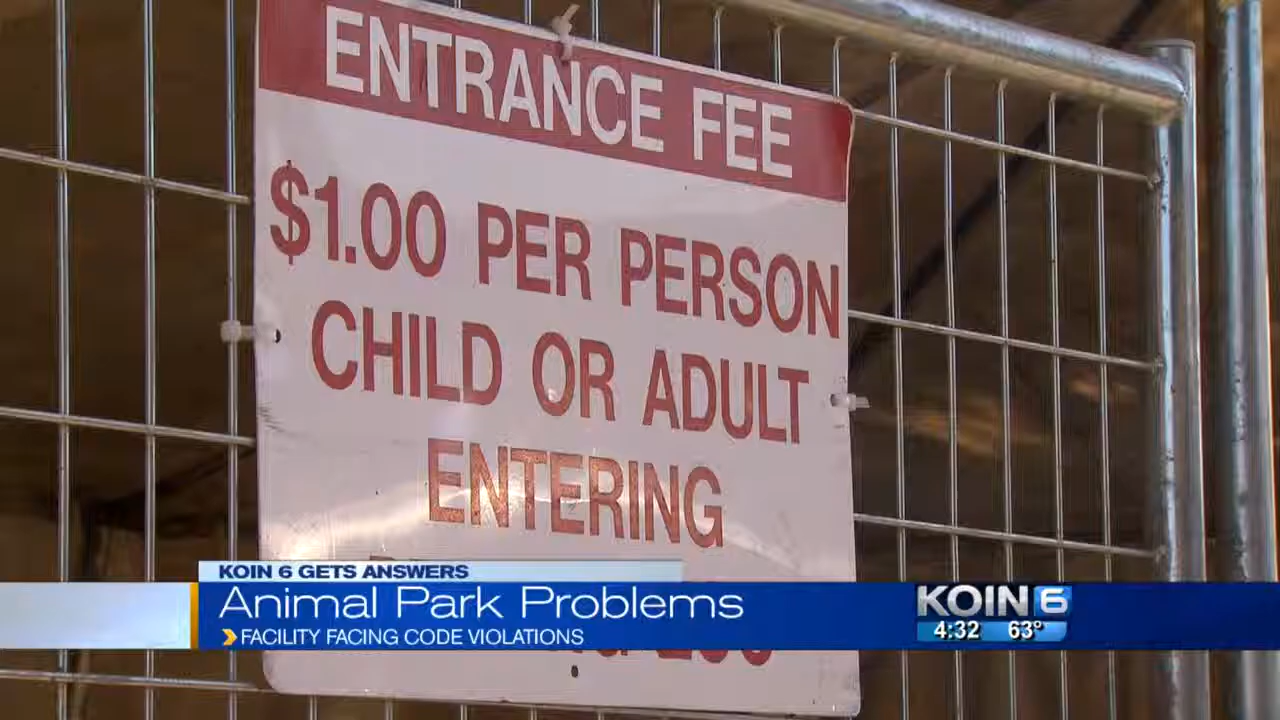 ENTRANCE FEE
$1.00 PER PERSON
CHILD OR ADULT
ENTERING
KOIN 6 GETS ANSWERS
Animal Park Problems
FACILITY FACING CODE VIOLATIONS
KOIN 6
4:32 63°